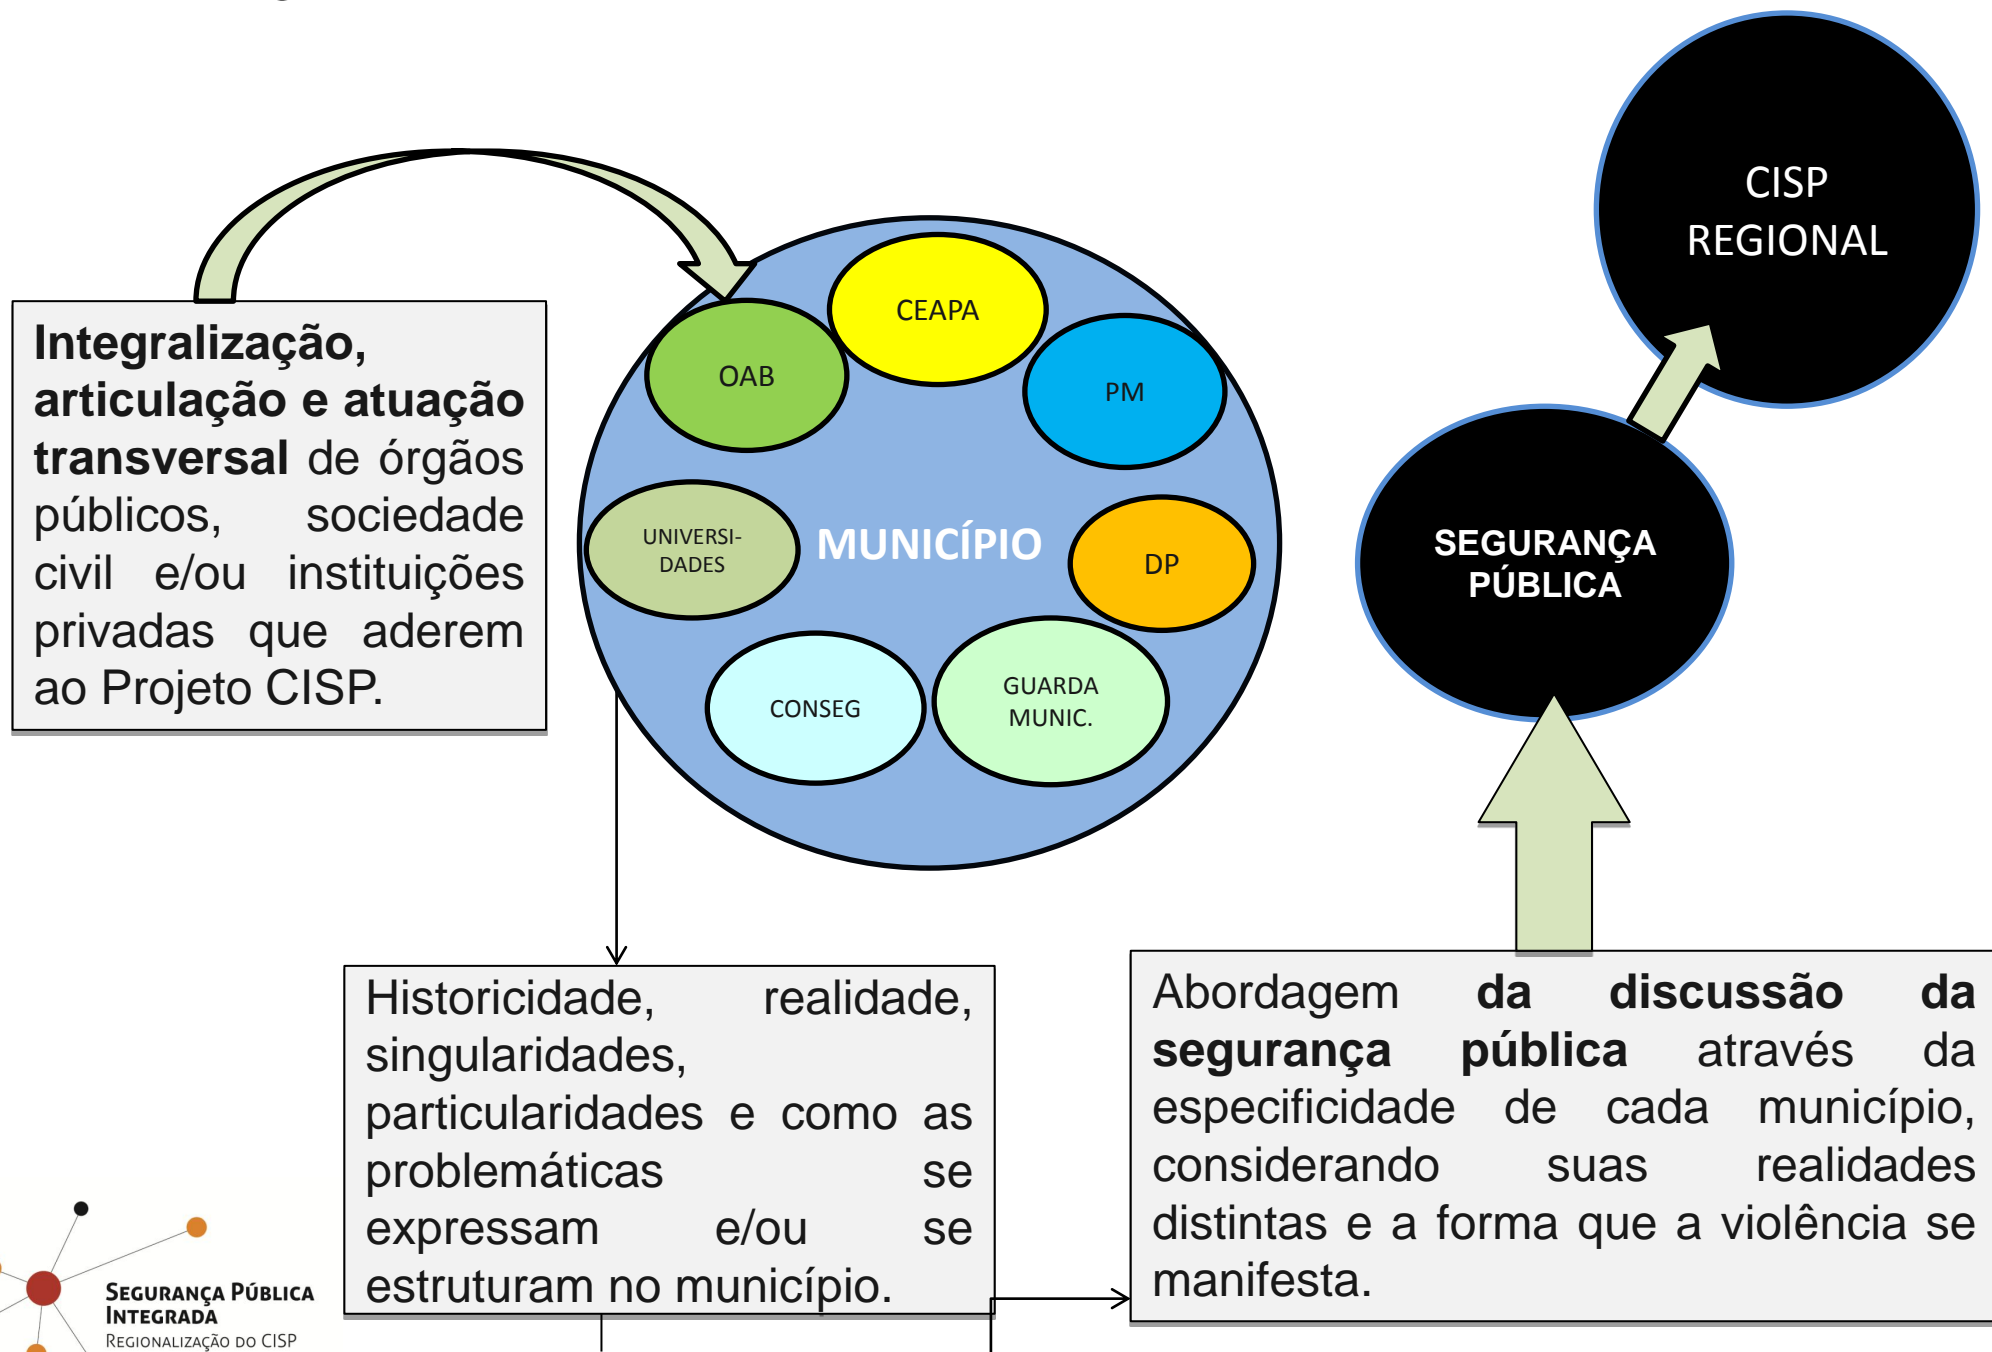 CISP
REGIONAL
CEAPA
OAB
PM
Integralização,
articulação e atuação
transversal de órgãos
públicos, sociedade
civil e/ou instituições
privadas que aderem
ao Projeto CISP.
UNIVERSI-
DADES
MUNICÍPIO
DP
SEGURANÇA
PÚBLICA
CONSEG
GUARDA
MUNIC.
Historicidade, realidade,
singularidades,
particularidades e como as
problemáticas se
expressam e/ou se
estruturam no município.
Abordagem da discussão da
segurança pública através da
especificidade de cada município,
considerando suas realidades
distintas e a forma que a violência se
manifesta.
SEGURANÇA PÚBLICA
INTEGRADA
REGIONALIZAÇÃO DO CISP